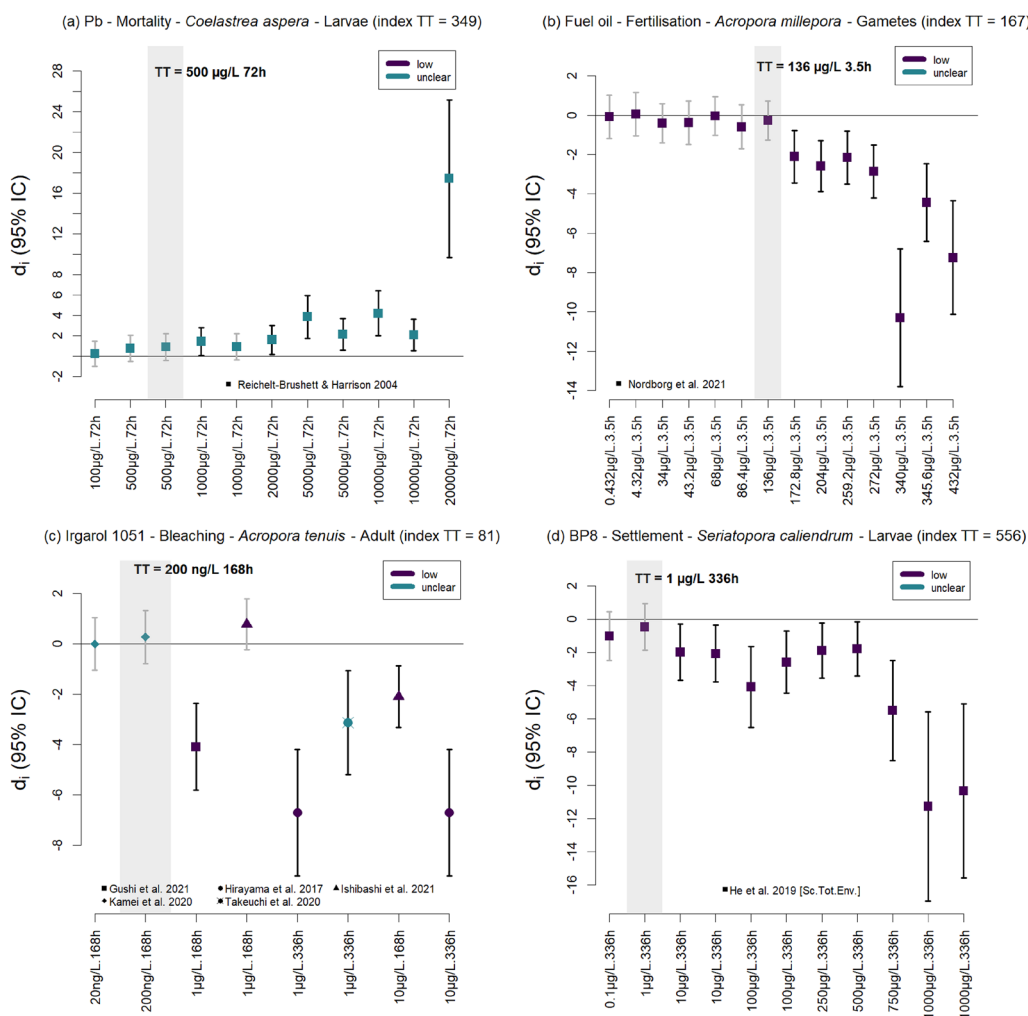 (a) Pb - Mortality - Coelastrea aspera - Larvae (index TT = 349)
TT = 500 µg/L 72h
low
unclear
di (95% IC)
28
24
20
16
12
8
6
4
2
-2
Reichelt-Brushett & Harrison 2004
100µg/L.72h
500µg/L.72h
500µg/L.72h
1000µg/L.72h
1000µg/L.72h
2000µg/L.72h
5000µg/L.72h
5000µg/L.72h
10000µg/L.72h
10000µg/L.72h
20000µg/L.72h
(b) Fuel oil - Fertilisation - Acropora millepora - Gametes (index TT = 167)
TT = 136 µg/L 3.5h
low
unclear
di (95% IC)
2
0
-2
-4
-6
-8
-10
-12
-14
Nordborg et al. 2021
0.432µg/L.3.5h
4.32µg/L.3.5h
34µg/L.3.5h
43.2µg/L.3.5h
68µg/L.3.5h
86.4µg/L.3.5h
136µg/L.3.5h
172.8µg/L.3.5h
204µg/L.3.5h
259.2µg/L.3.5h
272µg/L.3.5h
340µg/L.3.5h
345.6µg/L.3.5h
432µg/L.3.5h
(c) Irgarol 1051 - Bleaching - Acropora tenuis - Adult (index TT = 81)
TT = 200 ng/L 168h
low
unclear
di (95% IC)
2
0
-2
-4
-6
-8
Gushi et al. 2021 Hirayama et al. 2017 Ishibashi et al. 2021
Kamei et al. 2020 Takeuchi et al. 2020
20ng/L.168h
200ng/L.168h
1µg/L.168h
1µg/L.168h
1µg/L.336h
1µg/L.336h
10µg/L.168h
10µg/L.336h
(d) BP8 - Settlement - Seriatopora caliendrum - Larvae (index TT = 556)
TT = 1 µg/L 336h
low
unclear
di (95% IC)
2
0
-2
-4
-6
-8
-10
-12
-14
-16
He et al. 2019 [Sc.Tot.Env.]
0.1µg/L.336h
1µg/L.336h
10µg/L.336h
10µg/L.336h
100µg/L.336h
100µg/L.336h
250µg/L.336h
500µg/L.336h
750µg/L.336h
1000µg/L.336h
1000µg/L.336h